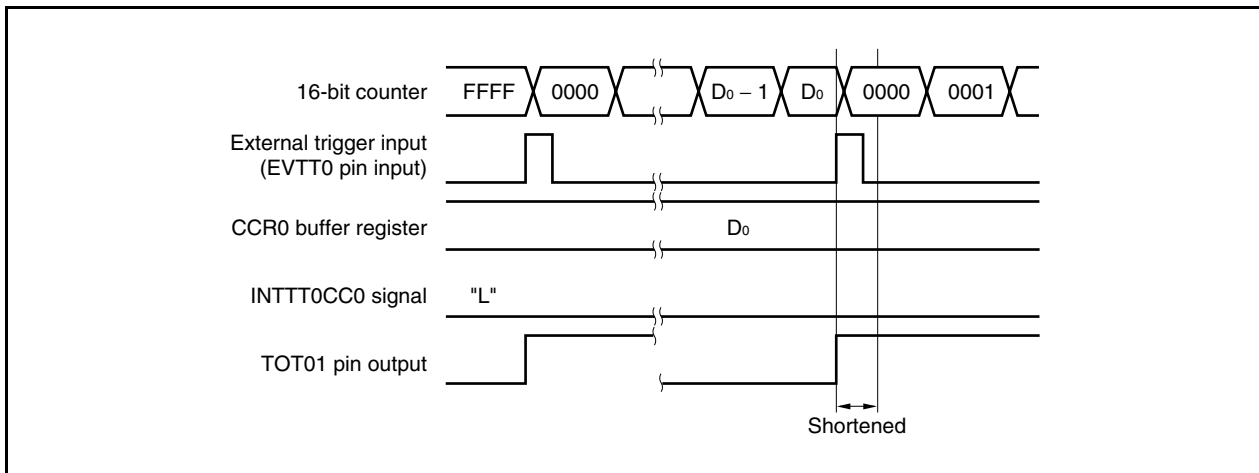 16-bit counter FFFF 0000 D₀ − 1 D₀ 0000 0001
External trigger input
(EVTT0 pin input)
CCR0 buffer register D₀
INTTT0CC0 signal "L"
TOT01 pin output
Shortened